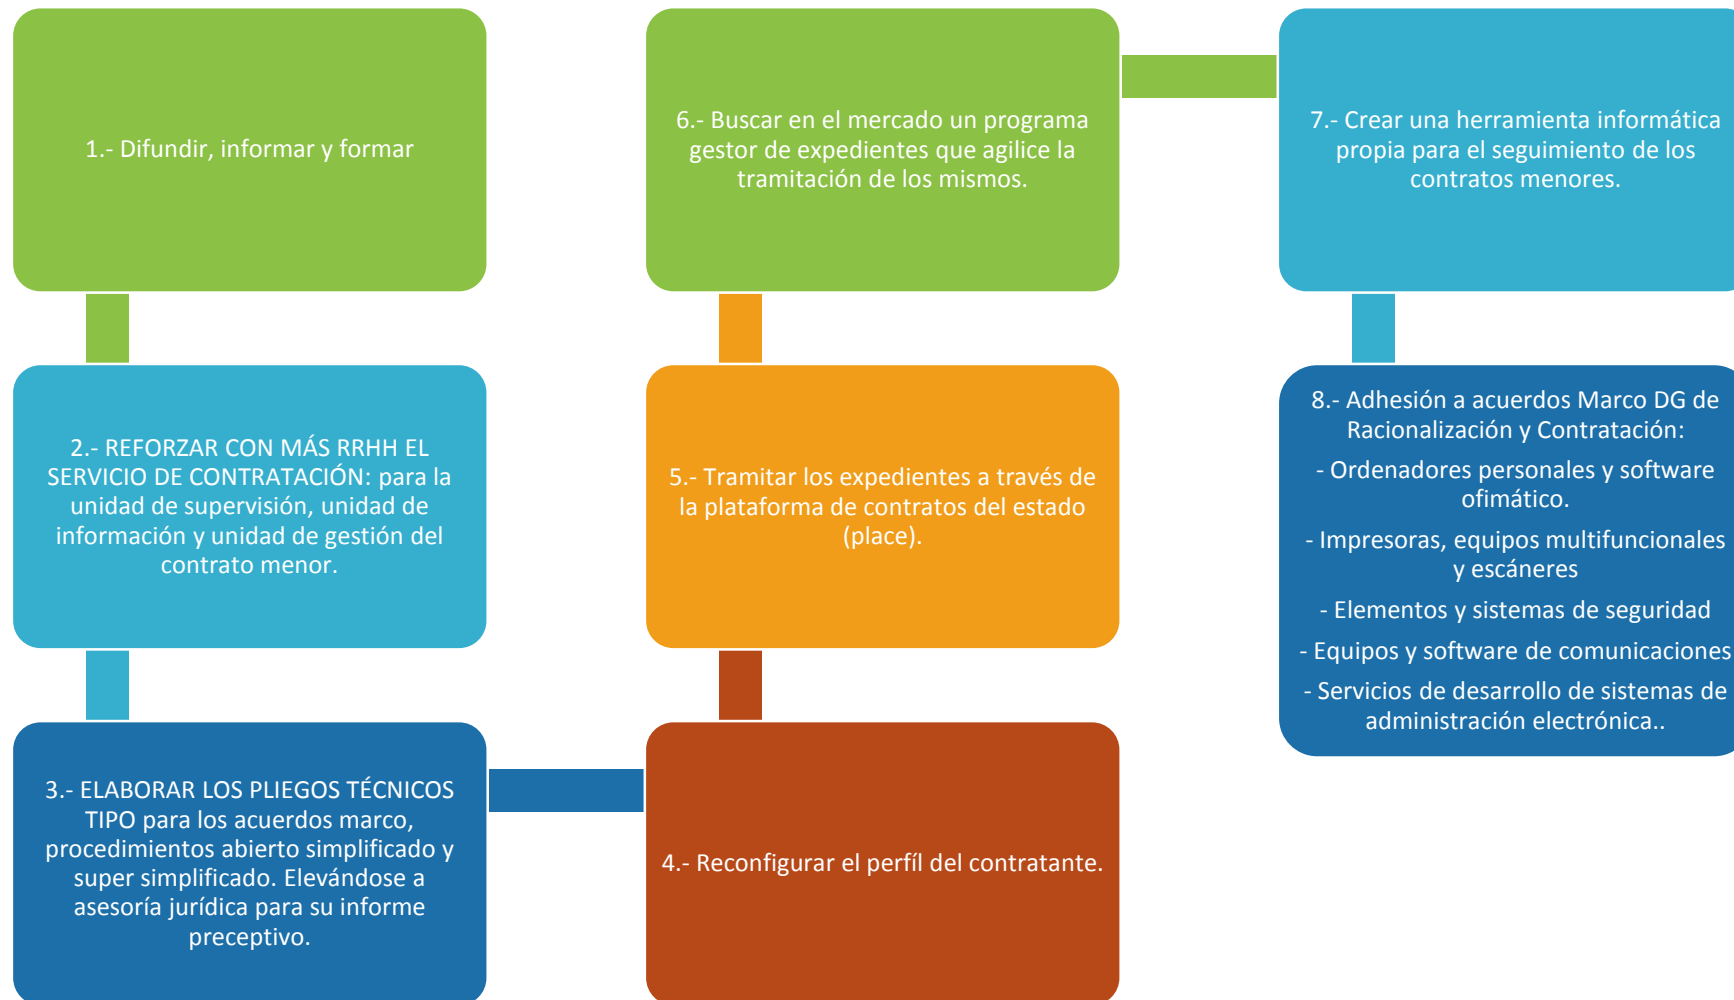 1.- Difundir, informar y formar
2.- REFORZAR CON MÁS RRHH EL
SERVICIO DE CONTRATACIÓN: para la
unidad de supervisión, unidad de
información y unidad de gestión del
contrato menor.
3.- ELABORAR LOS PLIEGOS TÉCNICOS
TIPO para los acuerdos marco,
procedimientos abierto simplificado y
super simplificado. Elevándose a
asesoría jurídica para su informe
preceptivo.
4.- Reconfigurar el perfíl del contratante.
5.- Tramitar los expedientes a través de
la plataforma de contratos del estado
(place).
6.- Buscar en el mercado un programa
gestor de expedientes que agilice la
tramitación de los mismos.
7.- Crear una herramienta informática
propia para el seguimiento de los
contratos menores.
8.- Adhesión a acuerdos Marco DG de
Racionalización y Contratación:
- Ordenadores personales y software
ofimático.
- Impresoras, equipos multifuncionales
y escáneres
- Elementos y sistemas de seguridad
- Equipos y software de comunicaciones
- Servicios de desarrollo de sistemas de
administración electrónica..